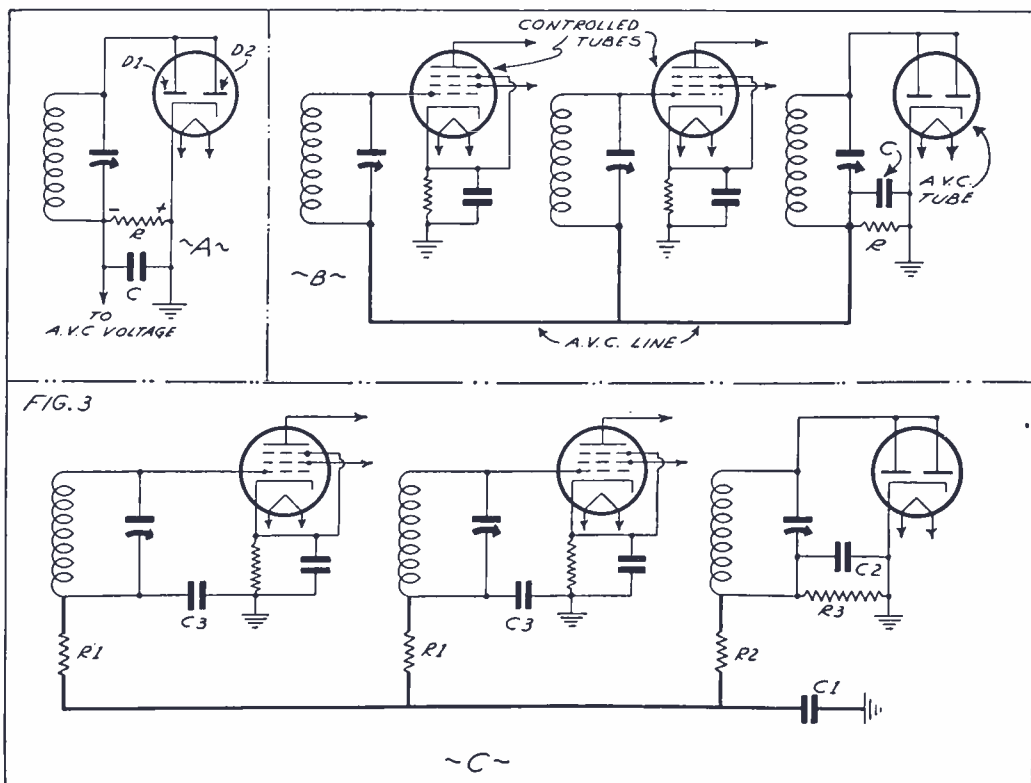 D1
D2
- R +
~A~
C
TO
A.V.C VOLTAGE
CONTROLLED
TUBES
C
A.V.C.
TUBE
R
~B~
A.V.C. LINE
FIG. 3
C3
R1
C3
R1
C2
R3
R2
C1
~C~